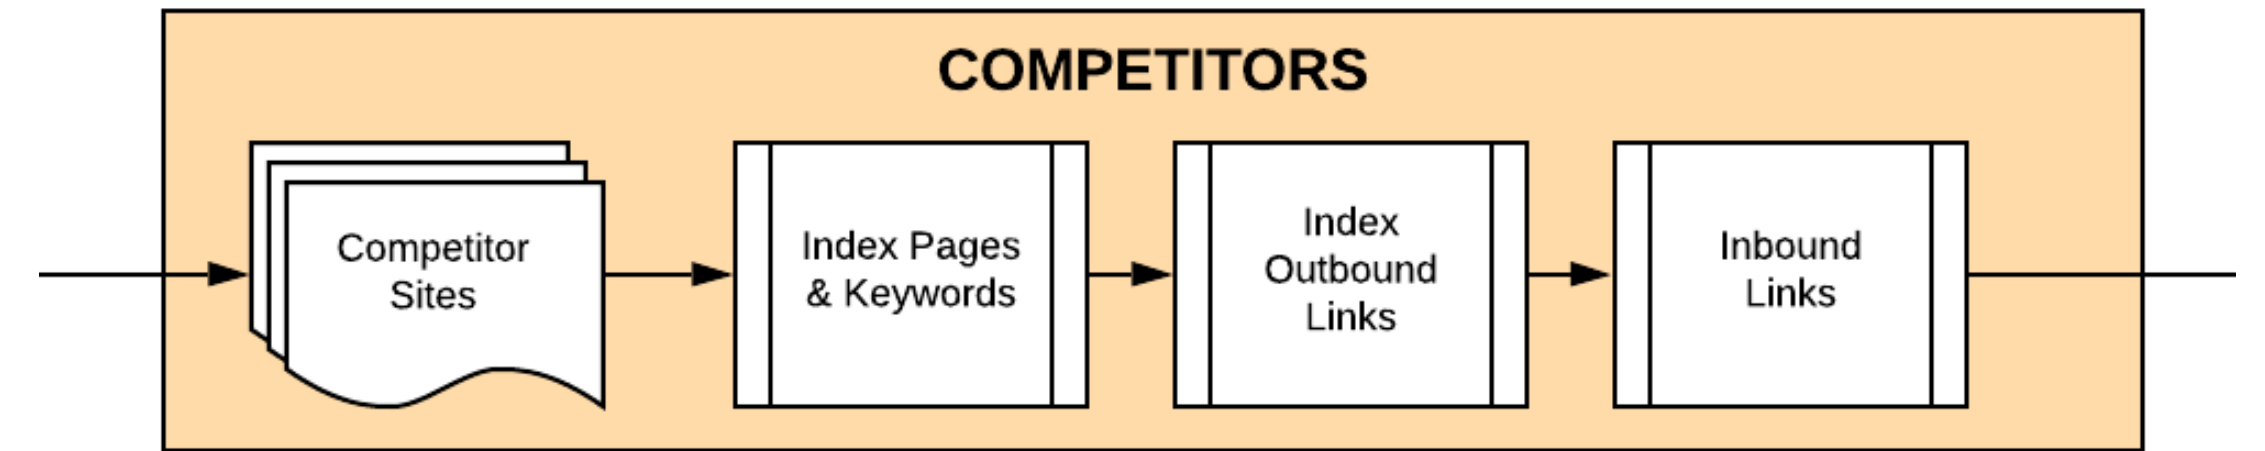 COMPETITORS
Competitor
Sites
Index Pages
& Keywords
Index
Outbound
Links
Inbound
Links